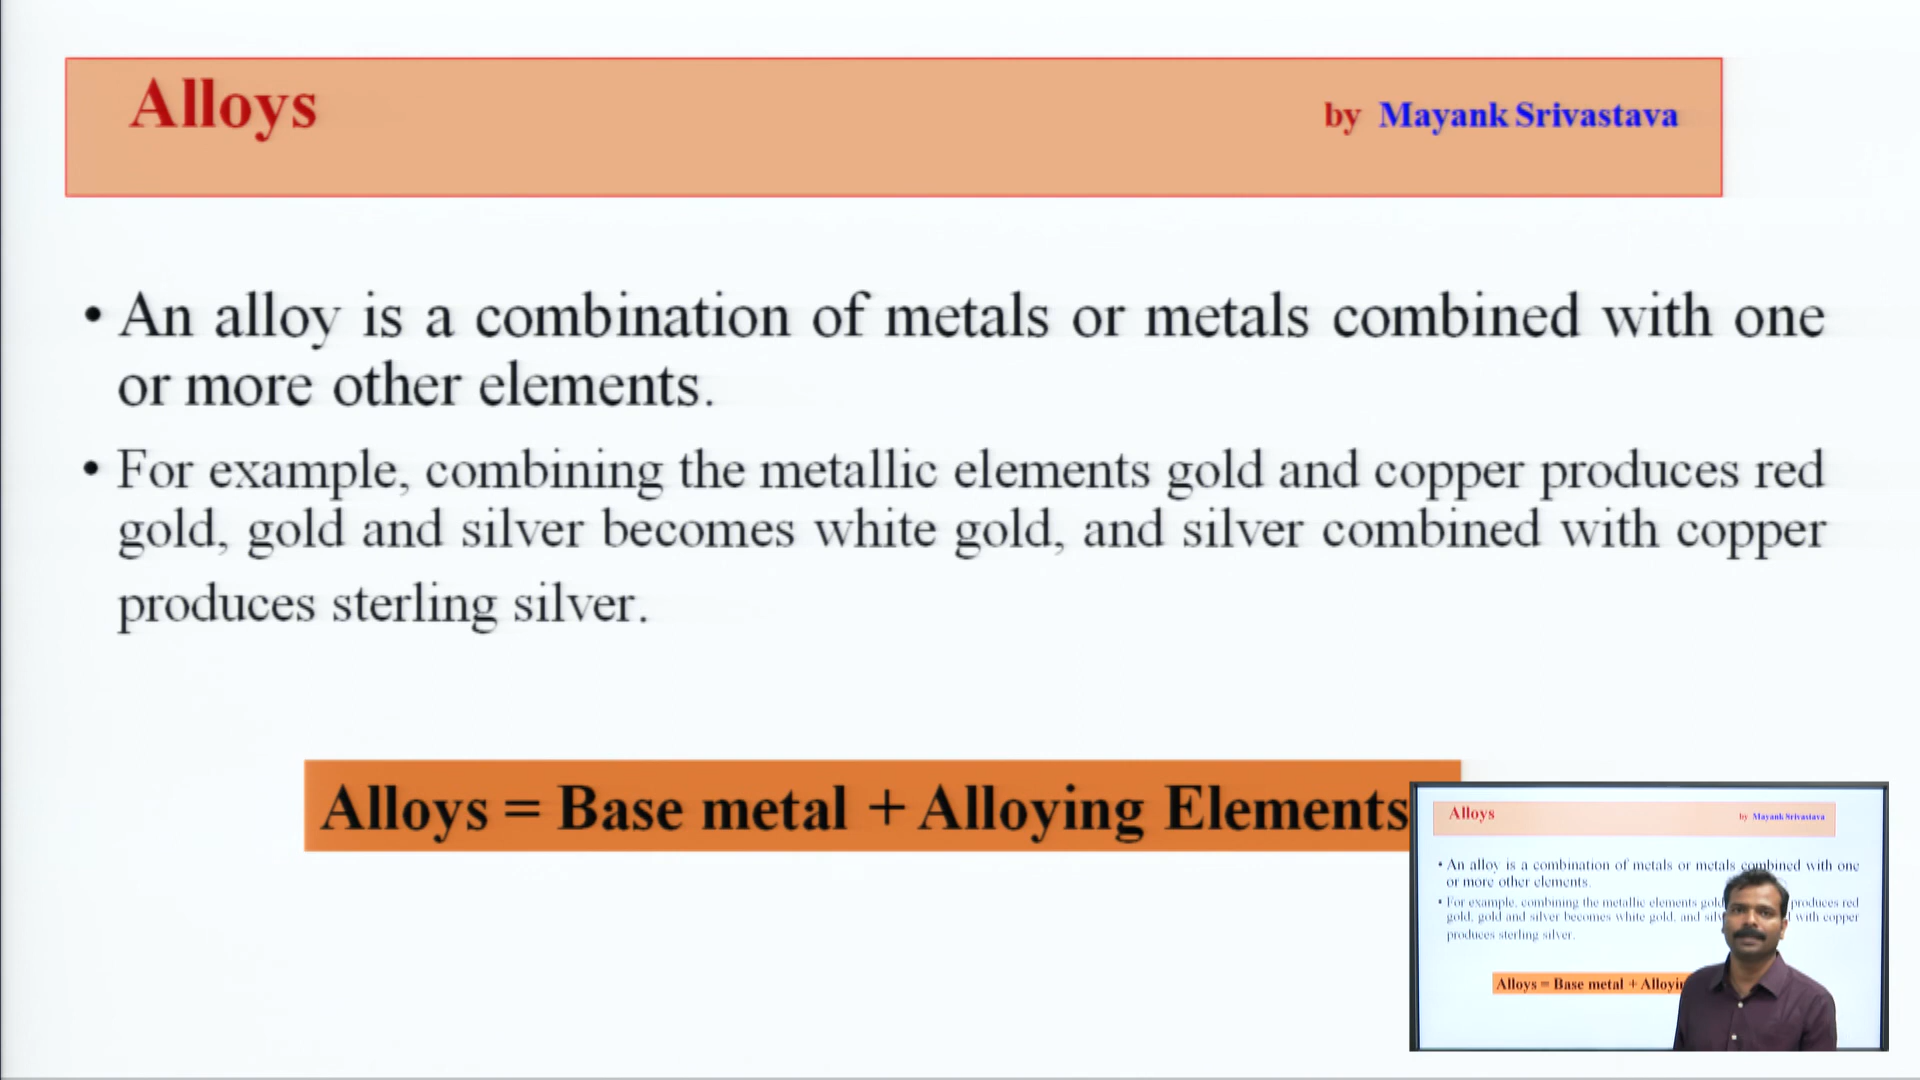 Alloys
by Mayank Srivastava
• An alloy is a combination of metals or metals combined with one
or more other elements.
• For example, combining the metallic elements gold and copper produces red
gold, gold and silver becomes white gold, and silver combined with copper
produces sterling silver.
Alloys = Base metal + Alloying Elements
Alloys
by Mayank Srivastava
• An alloy is a combination of metals or metals combined with one
or more other elements.
• For example, combining the metallic elements gold produces red
gold, gold and silver becomes white gold, and with copper
produces sterling silver.
Alloys = Base metal +